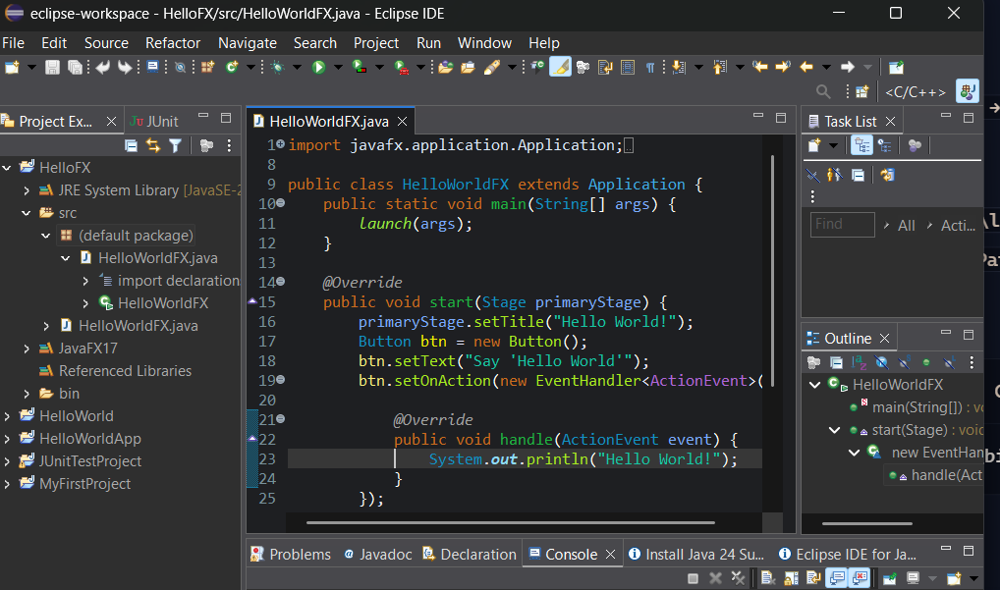 eclipse-workspace - HelloFX/src/HelloWorldFX.java - Eclipse IDE
File Edit Source Refactor Navigate Search Project Run Window Help
<C/C++>
Project Ex...
JUnit
HelloFX
JRE System Library [JavaSE-2
src
(default package)
HelloWorldFX.java
import declaration
HelloWorldFX
HelloWorldFX.java
JavaFX17
Referenced Libraries
bin
HelloWorld
HelloWorldApp
JUnitTestProject
MyFirstProject
HelloWorldFX.java
1 import javafx.application.Application;
8
9 public class HelloWorldFX extends Application {
10 public static void main(String[] args) {
11 launch(args);
12 }
13
14 @Override
15 public void start(Stage primaryStage) {
16 primaryStage.setTitle("Hello World!");
17 Button btn = new Button();
18 btn.setText("Say 'Hello World'");
19 btn.setOnAction(new EventHandler<ActionEvent>(
20
21 @Override
22 public void handle(ActionEvent event) {
23 System.out.println("Hello World!");
24 }
25 });
Task List
Find All Acti...
Outline
HelloWorldFX
main(String[]) : vo
start(Stage) : void
new EventHan
handle(Act
Problems Javadoc Declaration Console Install Java 24 Su... Eclipse IDE for Ja...